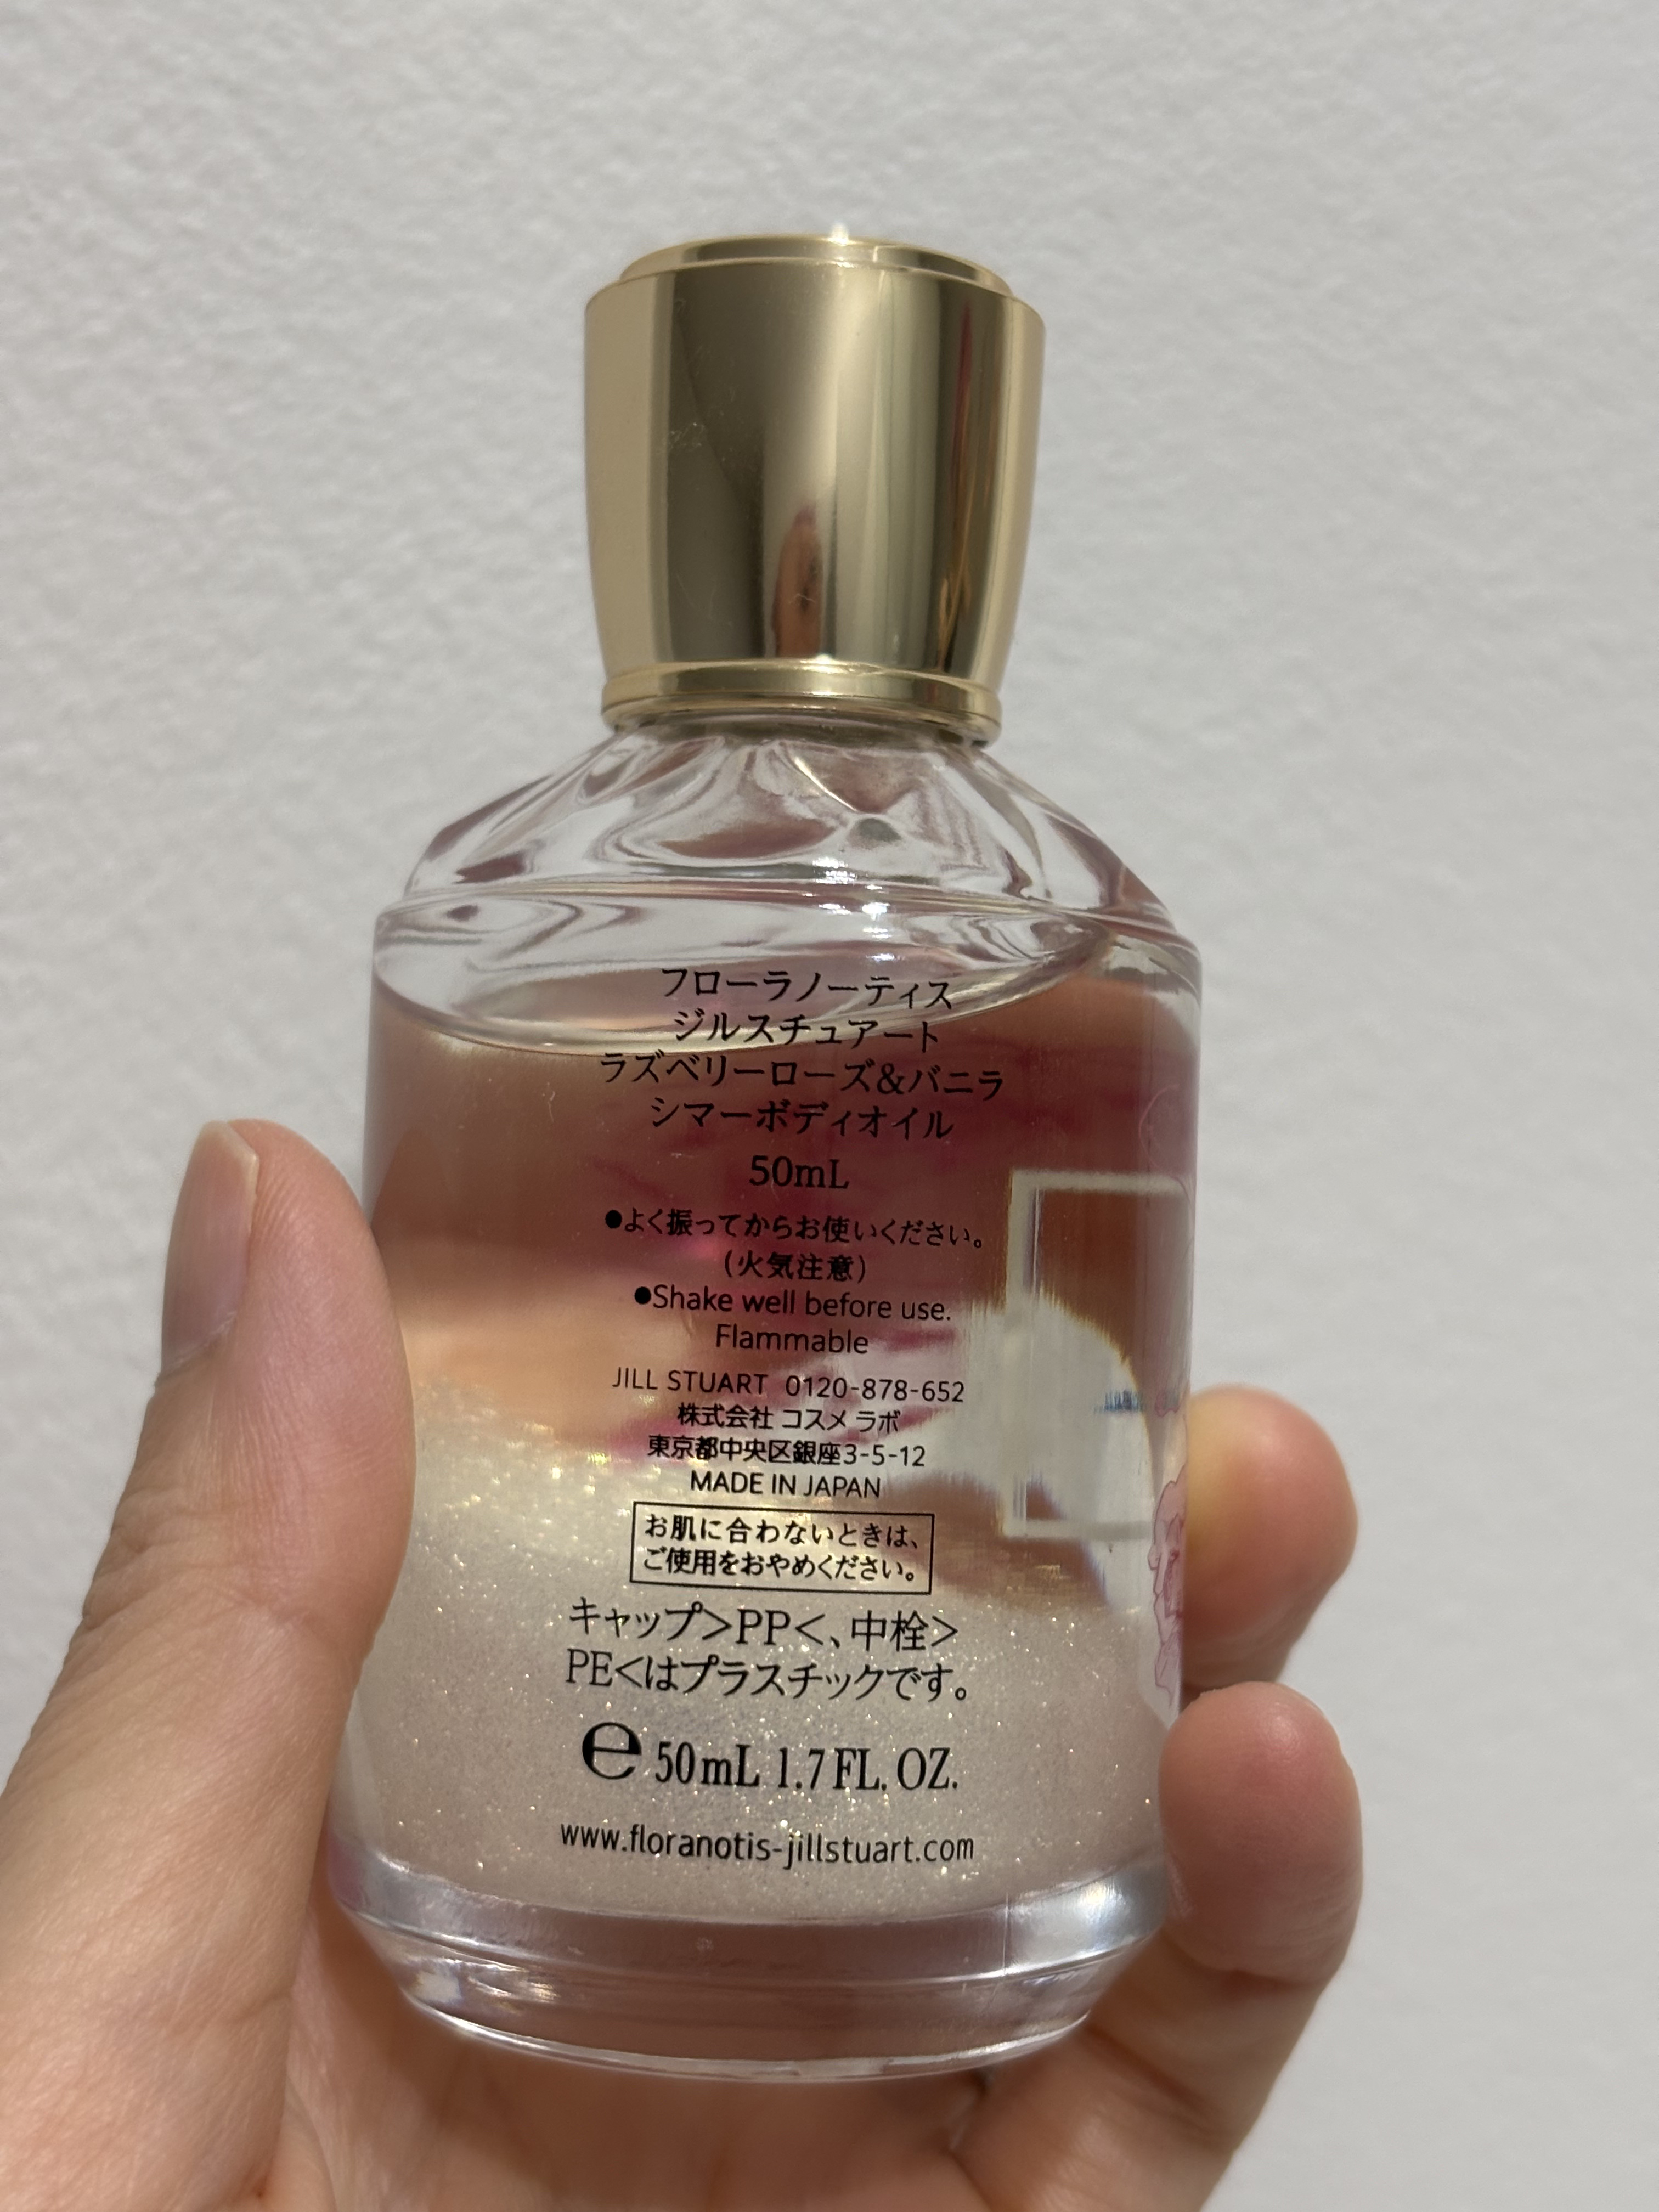 フローラノーティス
ジルスチュアート
ラズベリーローズ&バニラ
シマーボディオイル
50mL
●よく振ってからお使いください。
(火気注意)
●Shake well before use.
Flammable
JILL STUART 0120-878-652
株式会社 コスメ ラボ
東京都中央区銀座3-5-12
MADE IN JAPAN
お肌に合わないときは、
ご使用をおやめください。
キャップ>PP<、中栓>
PE<はプラスチックです。
℮ 50mL 1.7 FL. OZ.
www.floranotis-jillstuart.com